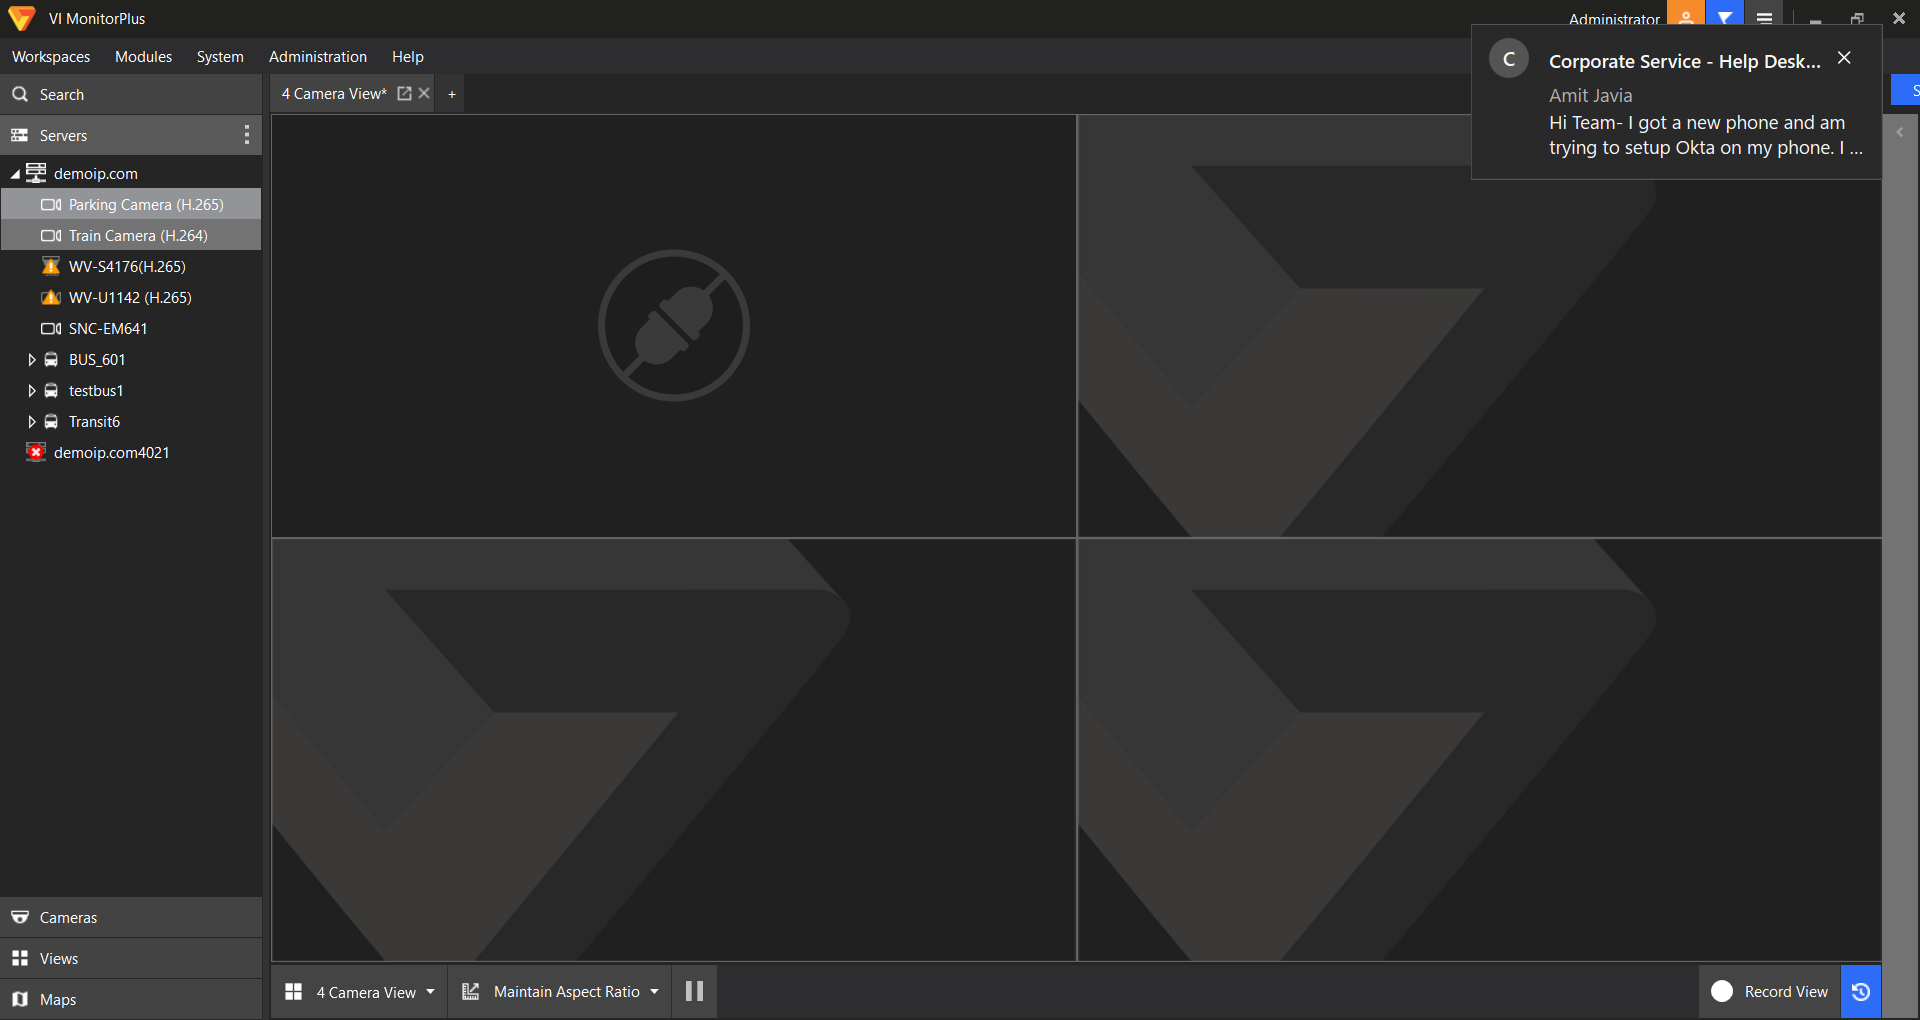 VI MonitorPlus
Administrator
Workspaces Modules System Administration Help
C
Corporate Service - Help Desk...
Amit Javia
Hi Team- I got a new phone and am
trying to setup Okta on my phone. I ...
Search
4 Camera View*
+
S
Servers
demoip.com
Parking Camera (H.265)
Train Camera (H.264)
WV-S4176(H.265)
WV-U1142 (H.265)
SNC-EM641
BUS_601
testbus1
Transit6
demoip.com4021
Cameras
Views
Maps
4 Camera View
Maintain Aspect Ratio
Record View